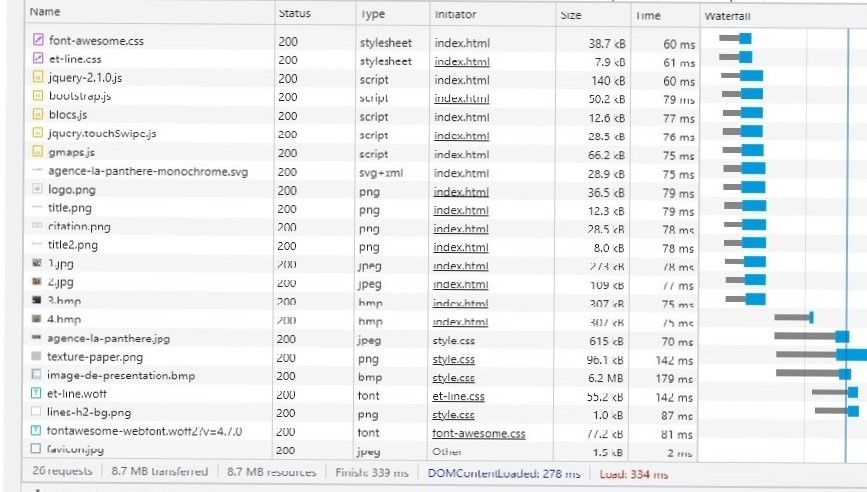 Name Status Type Initiator Size Time Waterfall
font-awesome.css 200 stylesheet index.html 38.7 kB 60 ms
et-line.css 200 stylesheet index.html 7.9 kB 61 ms
jquery-2.1.0.js 200 script index.html 140 kB 60 ms
bootstrap.js 200 script index.html 50.2 kB 79 ms
blocs.js 200 script index.html 12.6 kB 77 ms
jquery.touchSwipe.js 200 script index.html 28.5 kB 76 ms
gmaps.js 200 script index.html 66.2 kB 75 ms
agence-la-panthere-monochrome.svg 200 svg+xml index.html 28.9 kB 75 ms
logo.png 200 png index.html 36.5 kB 79 ms
title.png 200 png index.html 12.3 kB 79 ms
citation.png 200 png index.html 28.5 kB 78 ms
title2.png 200 png index.html 8.0 kB 78 ms
1.jpg 200 jpeg index.html 273 kB 78 ms
2.jpg 200 jpeg index.html 109 kB 77 ms
3.bmp 200 bmp index.html 307 kB 75 ms
4.bmp 200 bmp index.html 307 kB 75 ms
agence-la-panthere.jpg 200 jpeg style.css 615 kB 70 ms
texture-paper.png 200 png style.css 96.1 kB 142 ms
image-de-presentation.bmp 200 bmp style.css 6.2 MB 179 ms
et-line.woff 200 font et-line.css 55.2 kB 142 ms
lines-h2-bg.png 200 png style.css 1.0 kB 87 ms
fontawesome-webfont.woff2?v=4.7.0 200 font font-awesome.css 77.2 kB 81 ms
favicon.jpg 200 jpeg Other 1.5 kB 2 ms
26 requests 8.7 MB transferred 8.7 MB resources Finish: 339 ms DOMContentLoaded: 278 ms Load: 334 ms